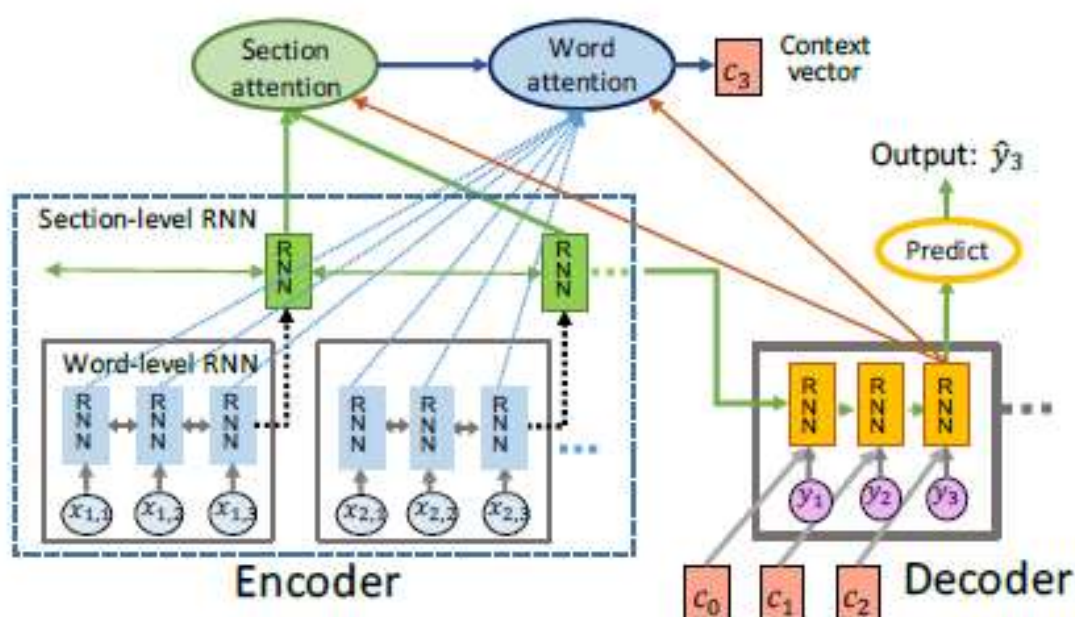 Section
attention
Word
attention
c₃
Context
vector
Output: ŷ₃
Predict
Section-level RNN
RNN
RNN
Word-level RNN
RNN
RNN
RNN
RNN
RNN
RNN
RNN
RNN
RNN
x₁,₁
x₁,₂
x₁,₃
x₂,₁
x₂,₂
x₂,₃
y₁
y₂
y₃
Encoder
c₀
c₁
c₂
Decoder